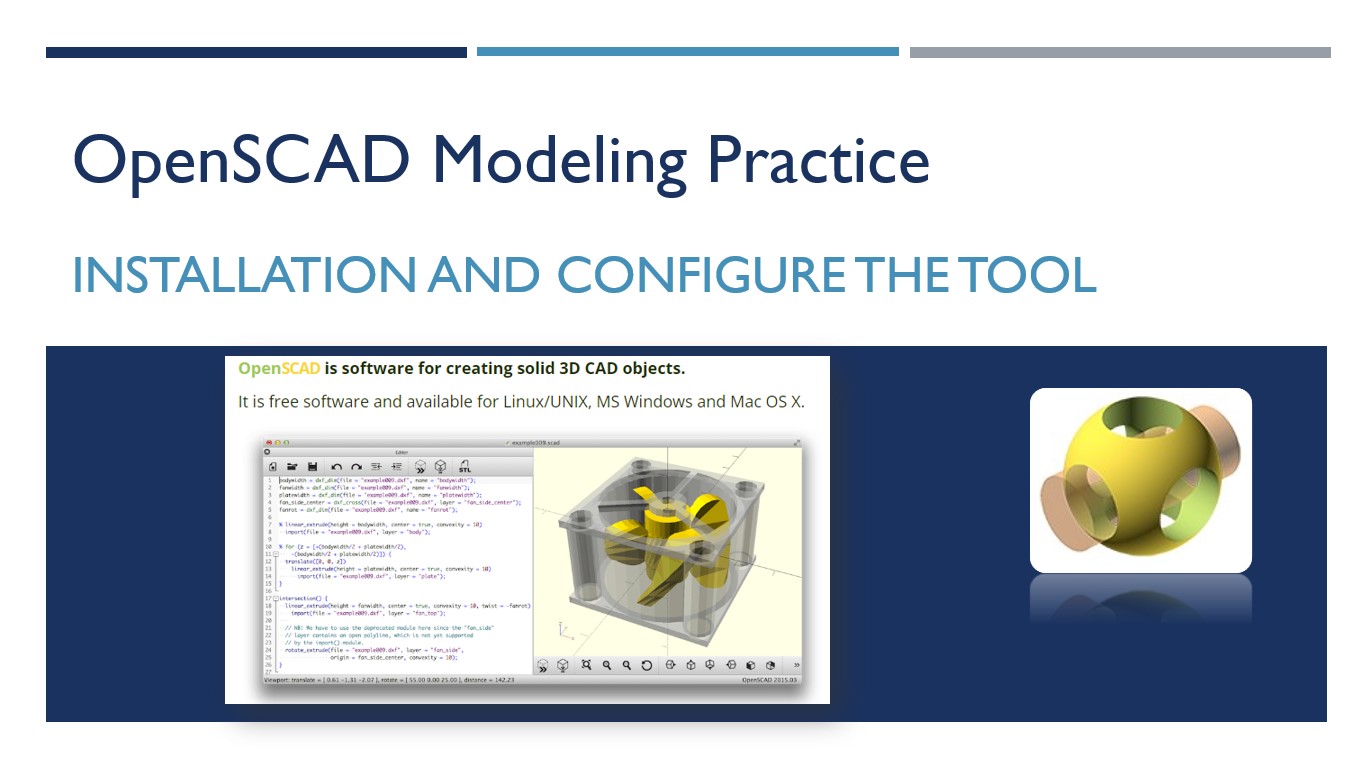 OpenSCAD Modeling Practice
INSTALLATION AND CONFIGURE THE TOOL
OpenSCAD is software for creating solid 3D CAD objects.
It is free software and available for Linux/UNIX, MS Windows and Mac OS X.
example009.scad
Editor
STL
1 bodywidth = dxf_dim(file = "example009.dxf", name = "bodywidth");
2 fanwidth = dxf_dim(file = "example009.dxf", name = "fanwidth");
3 platewidth = dxf_dim(file = "example009.dxf", name = "platewidth");
4 fan_side_center = dxf_cross(file = "example009.dxf", layer = "fan_side_center");
5 fanrot = dxf_dim(file = "example009.dxf", name = "fanrot");
6
7 % linear_extrude(height = bodywidth, center = true, convexity = 10)
8 import(file = "example009.dxf", layer = "body");
9
10 % for (z = [+(bodywidth/2 + platewidth/2),
11 -(bodywidth/2 + platewidth/2)]) {
12 translate([0, 0, z])
13 linear_extrude(height = platewidth, center = true, convexity = 10)
14 import(file = "example009.dxf", layer = "plate");
15 }
16
17 intersection() {
18 linear_extrude(height = fanwidth, center = true, convexity = 10, twist = -fanrot)
19 import(file = "example009.dxf", layer = "fan_top");
20
21 // NB! We have to use the deprecated module here since the "fan_side"
22 // layer contains an open polyline, which is not yet supported
23 // by the import() module.
24 rotate_extrude(file = "example009.dxf", layer = "fan_side",
25 origin = fan_side_center, convexity = 10);
26 }
27
Viewport: translate = [ 0.61 -1.31 -2.07 ], rotate = [ 55.00 0.00 25.00 ], distance = 142.23
OpenSCAD 2015.03